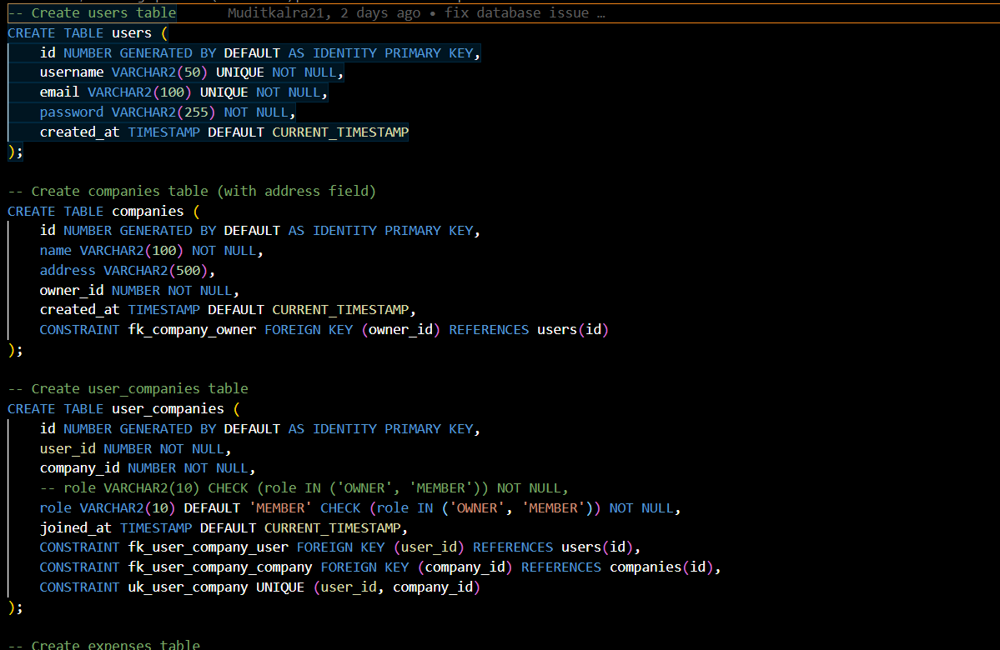 -- Create users table    Muditkalra21, 2 days ago • fix database issue …
CREATE TABLE users (
    id NUMBER GENERATED BY DEFAULT AS IDENTITY PRIMARY KEY,
    username VARCHAR2(50) UNIQUE NOT NULL,
    email VARCHAR2(100) UNIQUE NOT NULL,
    password VARCHAR2(255) NOT NULL,
    created_at TIMESTAMP DEFAULT CURRENT_TIMESTAMP
);
-- Create companies table (with address field)
CREATE TABLE companies (
    id NUMBER GENERATED BY DEFAULT AS IDENTITY PRIMARY KEY,
    name VARCHAR2(100) NOT NULL,
    address VARCHAR2(500),
    owner_id NUMBER NOT NULL,
    created_at TIMESTAMP DEFAULT CURRENT_TIMESTAMP,
    CONSTRAINT fk_company_owner FOREIGN KEY (owner_id) REFERENCES users(id)
);
-- Create user_companies table
CREATE TABLE user_companies (
    id NUMBER GENERATED BY DEFAULT AS IDENTITY PRIMARY KEY,
    user_id NUMBER NOT NULL,
    company_id NUMBER NOT NULL,
    -- role VARCHAR2(10) CHECK (role IN ('OWNER', 'MEMBER')) NOT NULL,
    role VARCHAR2(10) DEFAULT 'MEMBER' CHECK (role IN ('OWNER', 'MEMBER')) NOT NULL,
    joined_at TIMESTAMP DEFAULT CURRENT_TIMESTAMP,
    CONSTRAINT fk_user_company_user FOREIGN KEY (user_id) REFERENCES users(id),
    CONSTRAINT fk_user_company_company FOREIGN KEY (company_id) REFERENCES companies(id),
    CONSTRAINT uk_user_company UNIQUE (user_id, company_id)
);
-- Create expenses table